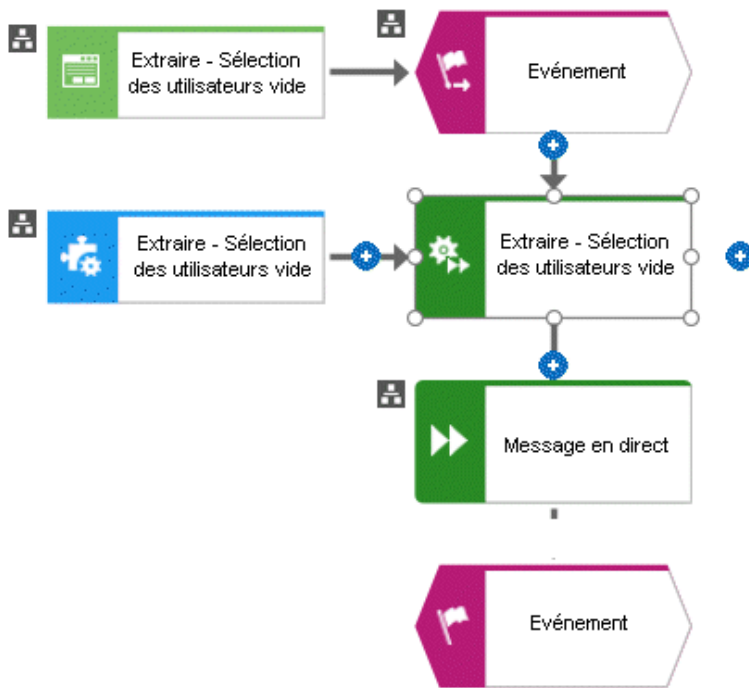 Extraire - Sélection
des utilisateurs vide
Evénement
Extraire - Sélection
des utilisateurs vide
Extraire - Sélection
des utilisateurs vide
Message en direct
Evénement